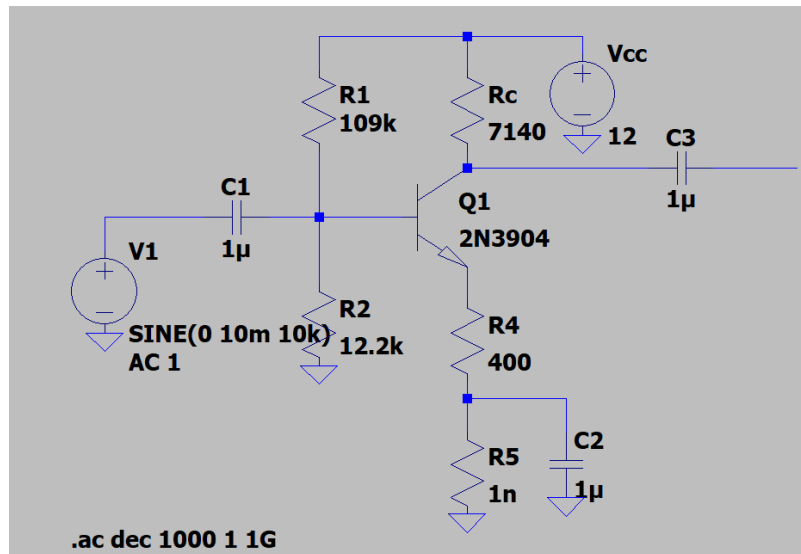 Vcc
12
R1
109k
Rc
7140
C3
1µ
C1
1µ
Q1
2N3904
V1
SINE(0 10m 10k)
AC 1
R2
12.2k
R4
400
R5
1n
C2
1µ
.ac dec 1000 1 1G